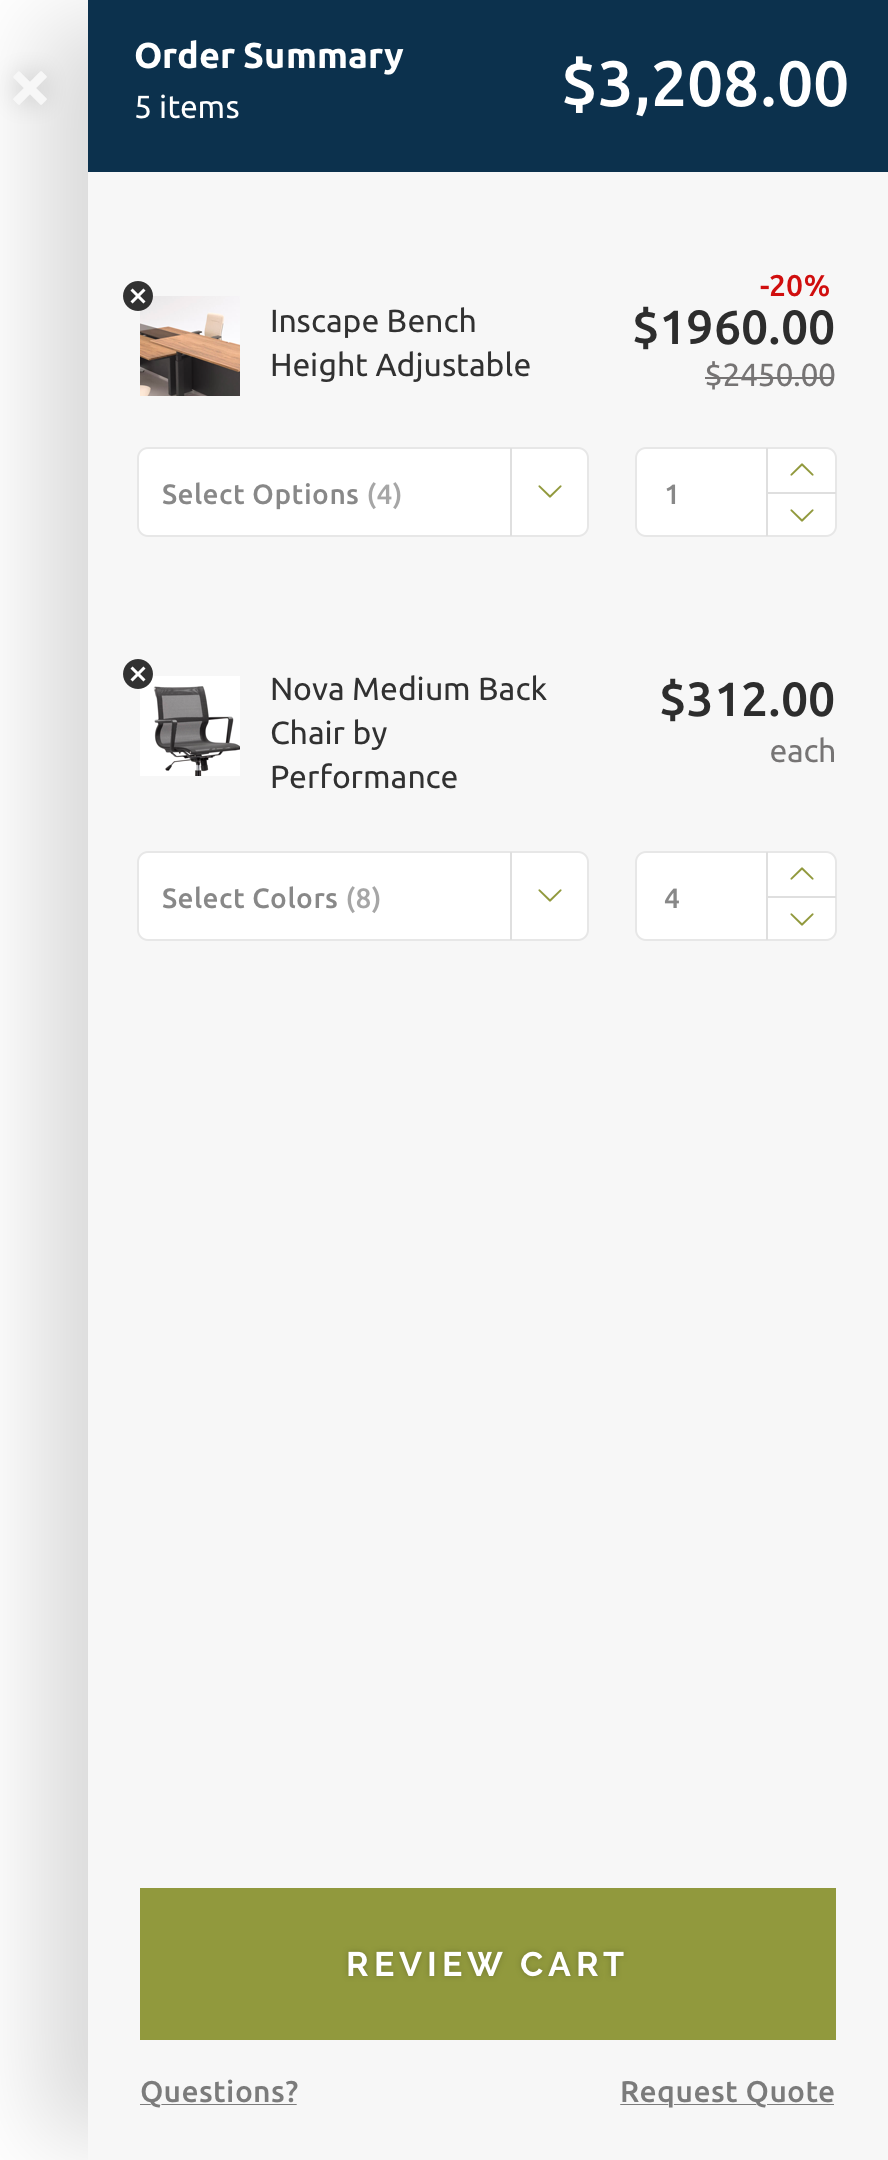 Order Summary
5 items
$3,208.00
-20%
Inscape Bench
Height Adjustable
$1960.00
$2450.00
Select Options (4)
1
Nova Medium Back
Chair by
Performance
$312.00
each
Select Colors (8)
4
REVIEW CART
Questions?
Request Quote